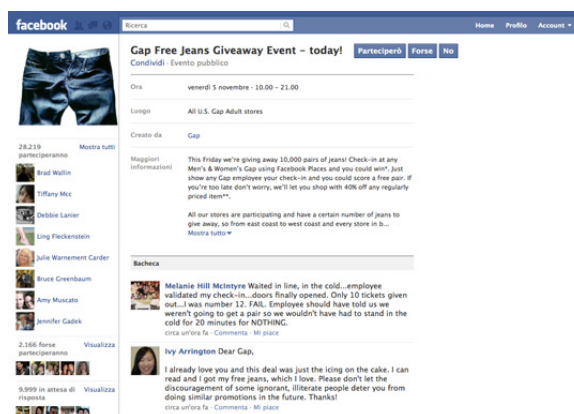 facebook
Ricerca
Home Profilo Account
Gap Free Jeans Giveaway Event - today!
Parteciperò Forse No
Condividi · Evento pubblico
Ora
venerdì 5 novembre · 10.00 - 21.00
Luogo
All U.S. Gap Adult stores
Creato da
Gap
Maggiori informazioni
This Friday we're giving away 10,000 pairs of jeans! Check-in at any
Men's & Women's Gap using Facebook Places and you could win*. Just
show any Gap employee your check-in and you could score a free pair. If
you're too late don't worry, we'll let you shop with 40% off any regularly
priced item**.
All our stores are participating and have a certain number of jeans to
give away, so from east to west coast and every store in b...
Mostra tutto
28.219 parteciperanno
Mostra tutti
Brad Wallin
Tiffany Mcc
Debbie Lanier
Ling Fleckenstein
Julie Warnement Carder
Bruce Greenbaum
Amy Muscato
Jennifer Gadek
2.166 forse parteciperanno
Visualizza
9.999 in attesa di risposta
Visualizza
Bacheca
Melanie Hill McIntyre Waited in line, in the cold...employee
validated my check-in...doors finally opened. Only 10 tickets given
out...I was number 12. FAIL. Employee should have told us we
weren't going to get a pair so we wouldn't have had to stand in the
cold for 20 minutes for NOTHING.
circa un'ora fa · Commenta · Mi piace
Ivy Arrington Dear Gap,
I already love you and this deal was just the icing on the cake. I can
read and I got my free jeans, which I love. Please don't let the
discouragement of some ignorant, illiterate people deter you from
doing similar promotions in the future. Thanks!
circa un'ora fa · Commenta · Mi piace